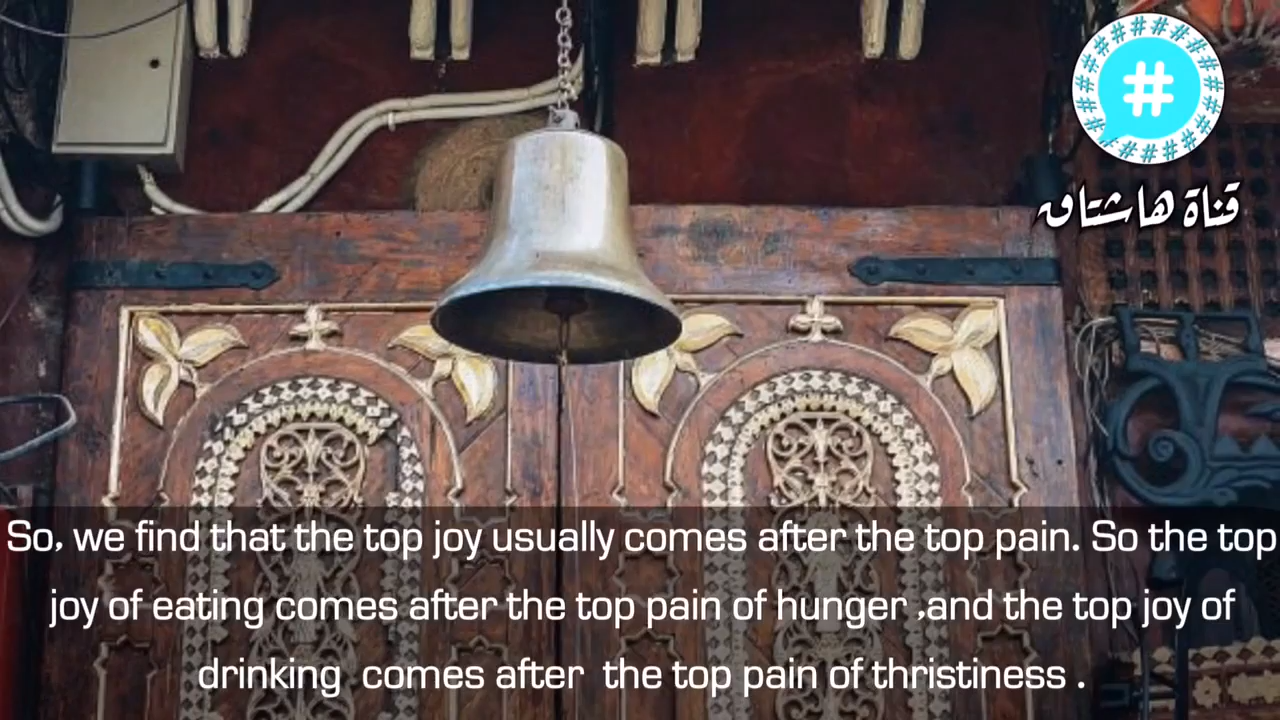 #
قناة هاشتاق
So, we find that the top joy usually comes after the top pain. So the top
joy of eating comes after the top pain of hunger ,and the top joy of
drinking comes after the top pain of thristiness .